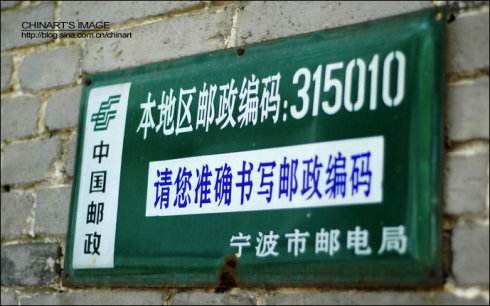 CHINART'S IMAGE
http://blog.sina.com.cn/chinart
中国邮政
本地区邮政编码:315010
请您准确书写邮政编码
宁波市邮电局